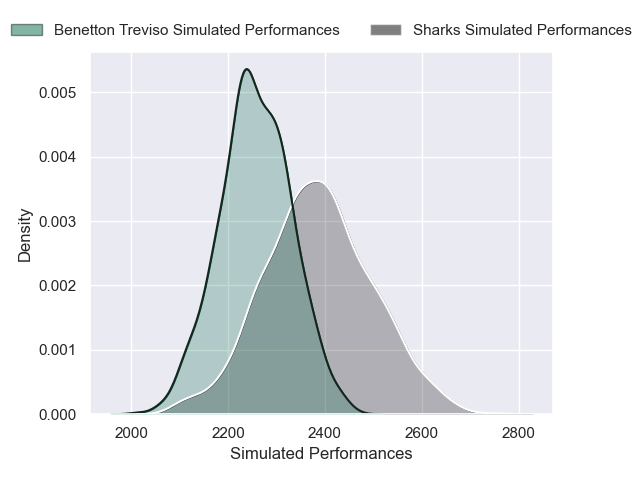 Benetton Treviso Simulated Performances
Sharks Simulated Performances
0.005
0.004
0.003
0.002
0.001
0.000
Density
2000 2200 2400 2600 2800
Simulated Performances